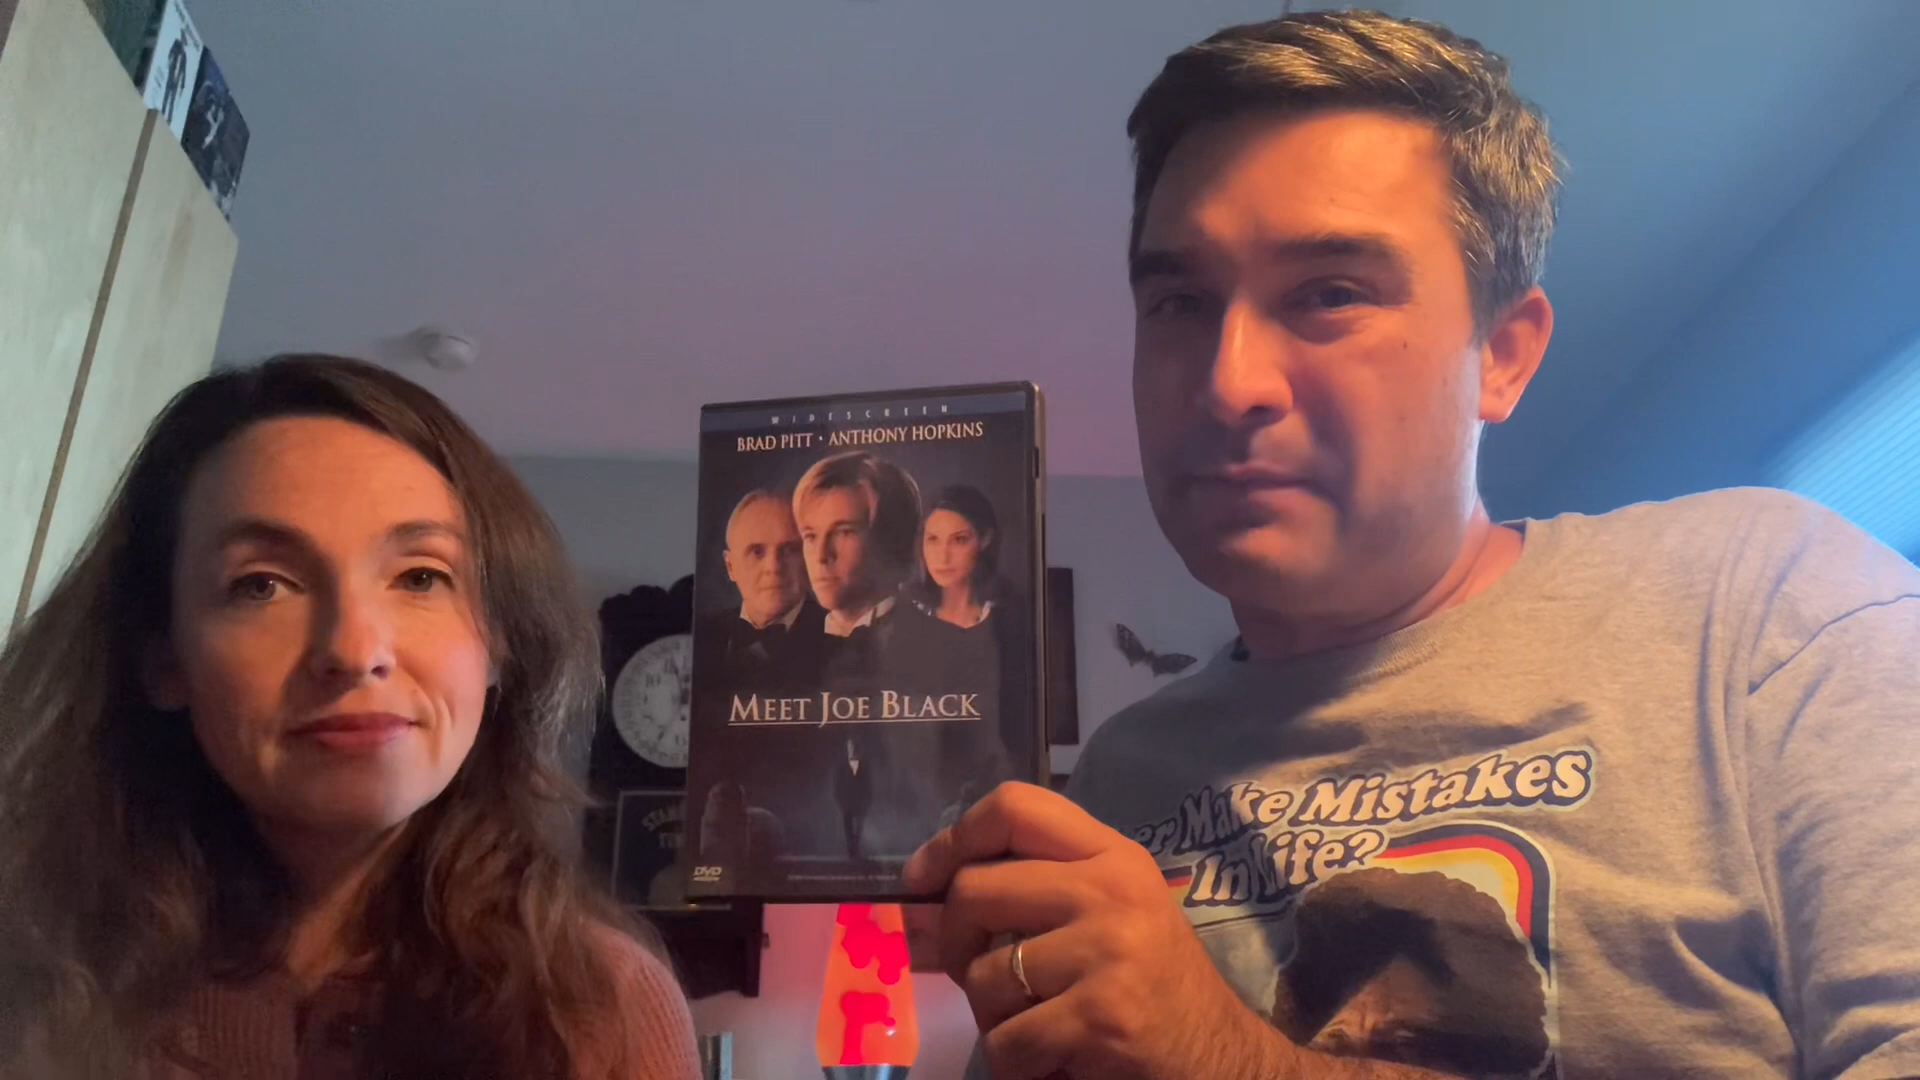 WIDESCREEN
BRAD PITT • ANTHONY HOPKINS
MEET JOE BLACK
DVD
Make Mistakes
In Life?